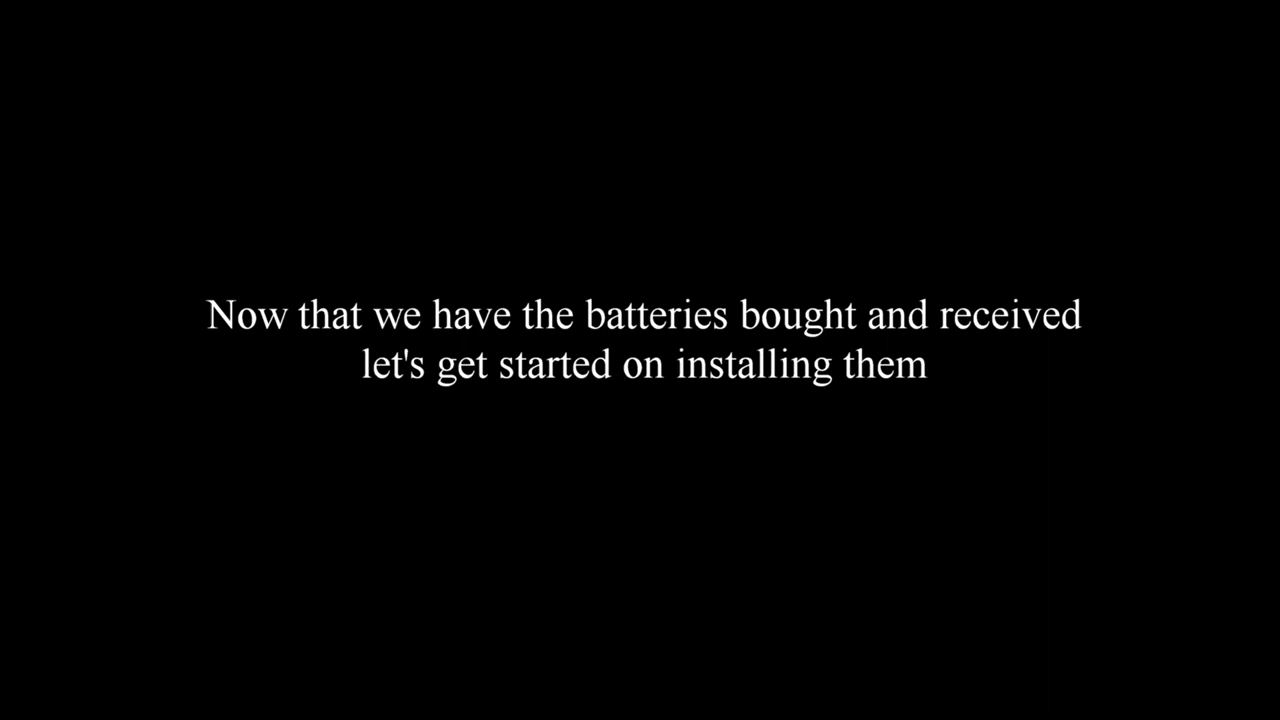 Now that we have the batteries bought and received
let's get started on installing them